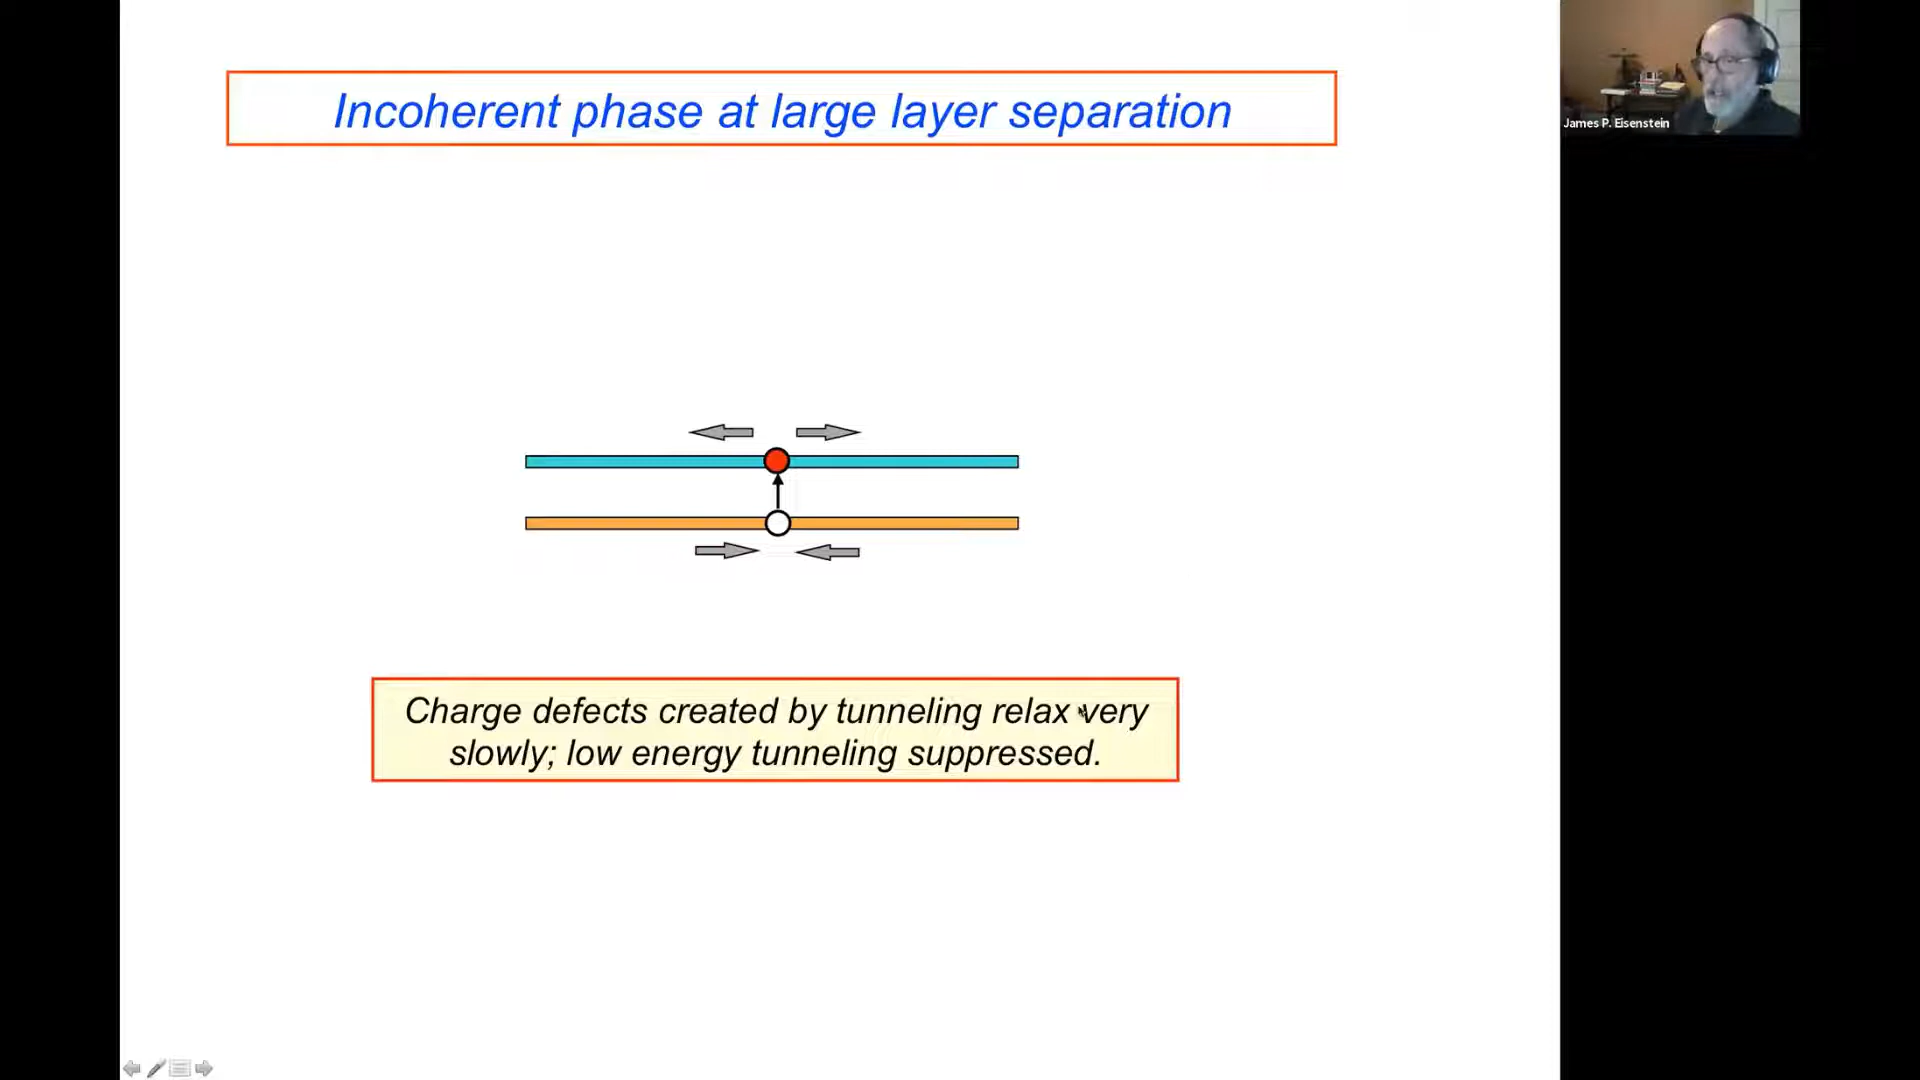 Incoherent phase at large layer separation
James P. Eisenstein
Charge defects created by tunneling relax very
slowly; low energy tunneling suppressed.